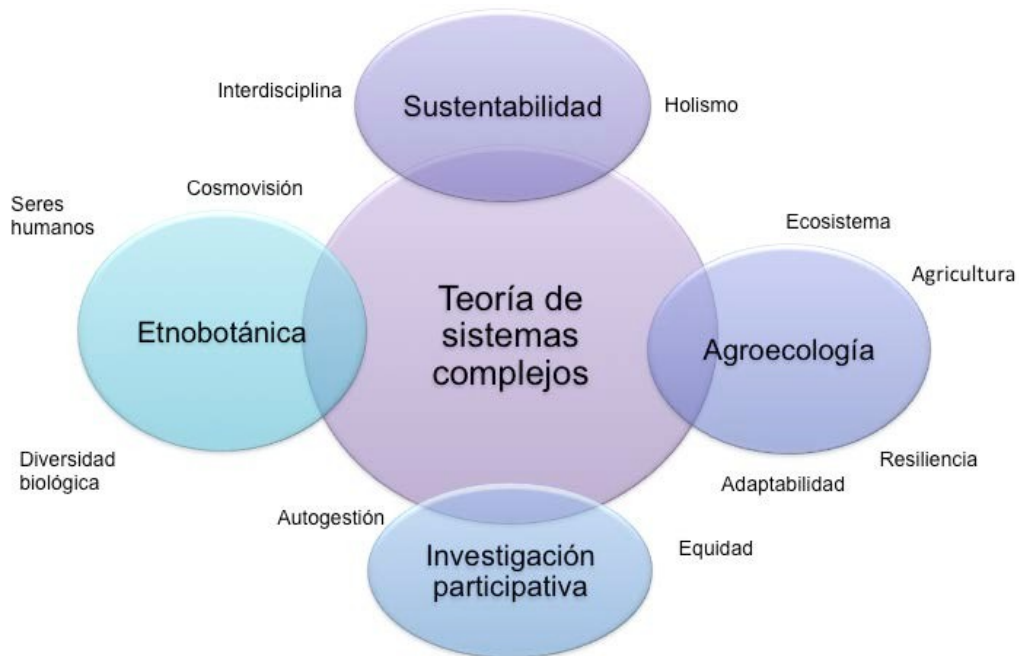 Interdisciplina
Sustentabilidad
Holismo
Cosmovisión
Seres
humanos
Ecosistema
Agricultura
Etnobotánica
Teoría de
sistemas
complejos
Agroecología
Diversidad
biológica
Resiliencia
Adaptabilidad
Autogestión
Investigación
participativa
Equidad